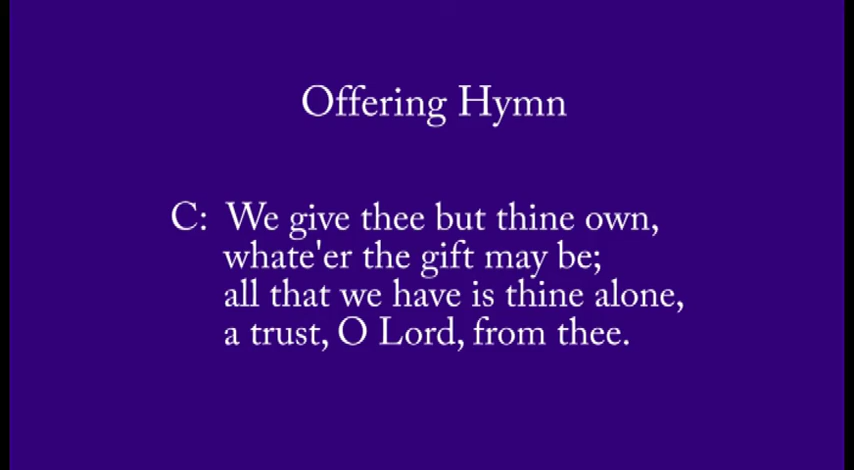 Offering Hymn
C: We give thee but thine own,
whate'er the gift may be;
all that we have is thine alone,
a trust, O Lord, from thee.